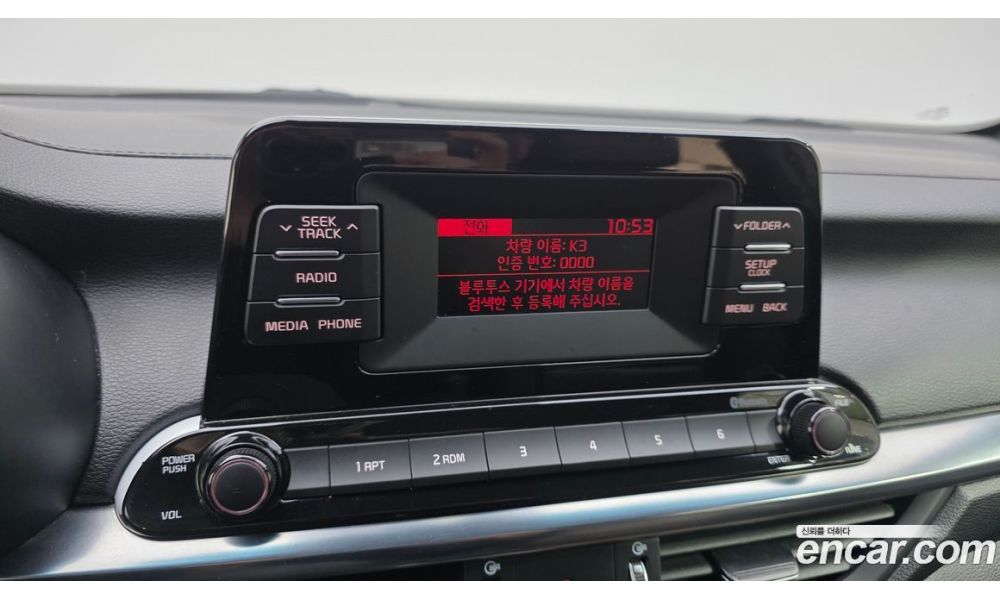 SEEK
TRACK
RADIO
MEDIA PHONE
전화 10:53
차량 이름: K3
인증 번호: 0000
블루투스 기기에서 차량 이름을
검색한 후 등록해 주십시오.
FOLDER
SETUP
CLOCK
MENU BACK
POWER
PUSH
VOL
1 RPT
2 RDM
3
4
5
6
ENTER
TUNE
신뢰를 더하다
encar.com